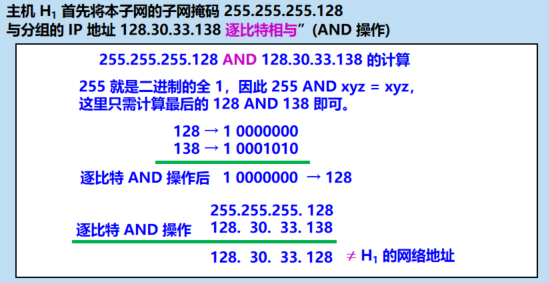 主机 H₁ 首先将本子网的子网掩码 255.255.255.128
与分组的 IP 地址 128.30.33.138 逐比特相与”（AND 操作）
255.255.255.128 AND 128.30.33.138 的计算
255 就是二进制的全 1，因此 255 AND xyz = xyz，
这里只需计算最后的 128 AND 138 即可。
128 → 1 0000000
138 → 1 0001010
逐比特 AND 操作后 1 0000000 → 128
255.255.255. 128
逐比特 AND 操作 128. 30. 33. 138
128. 30. 33. 128 ≠ H₁ 的网络地址